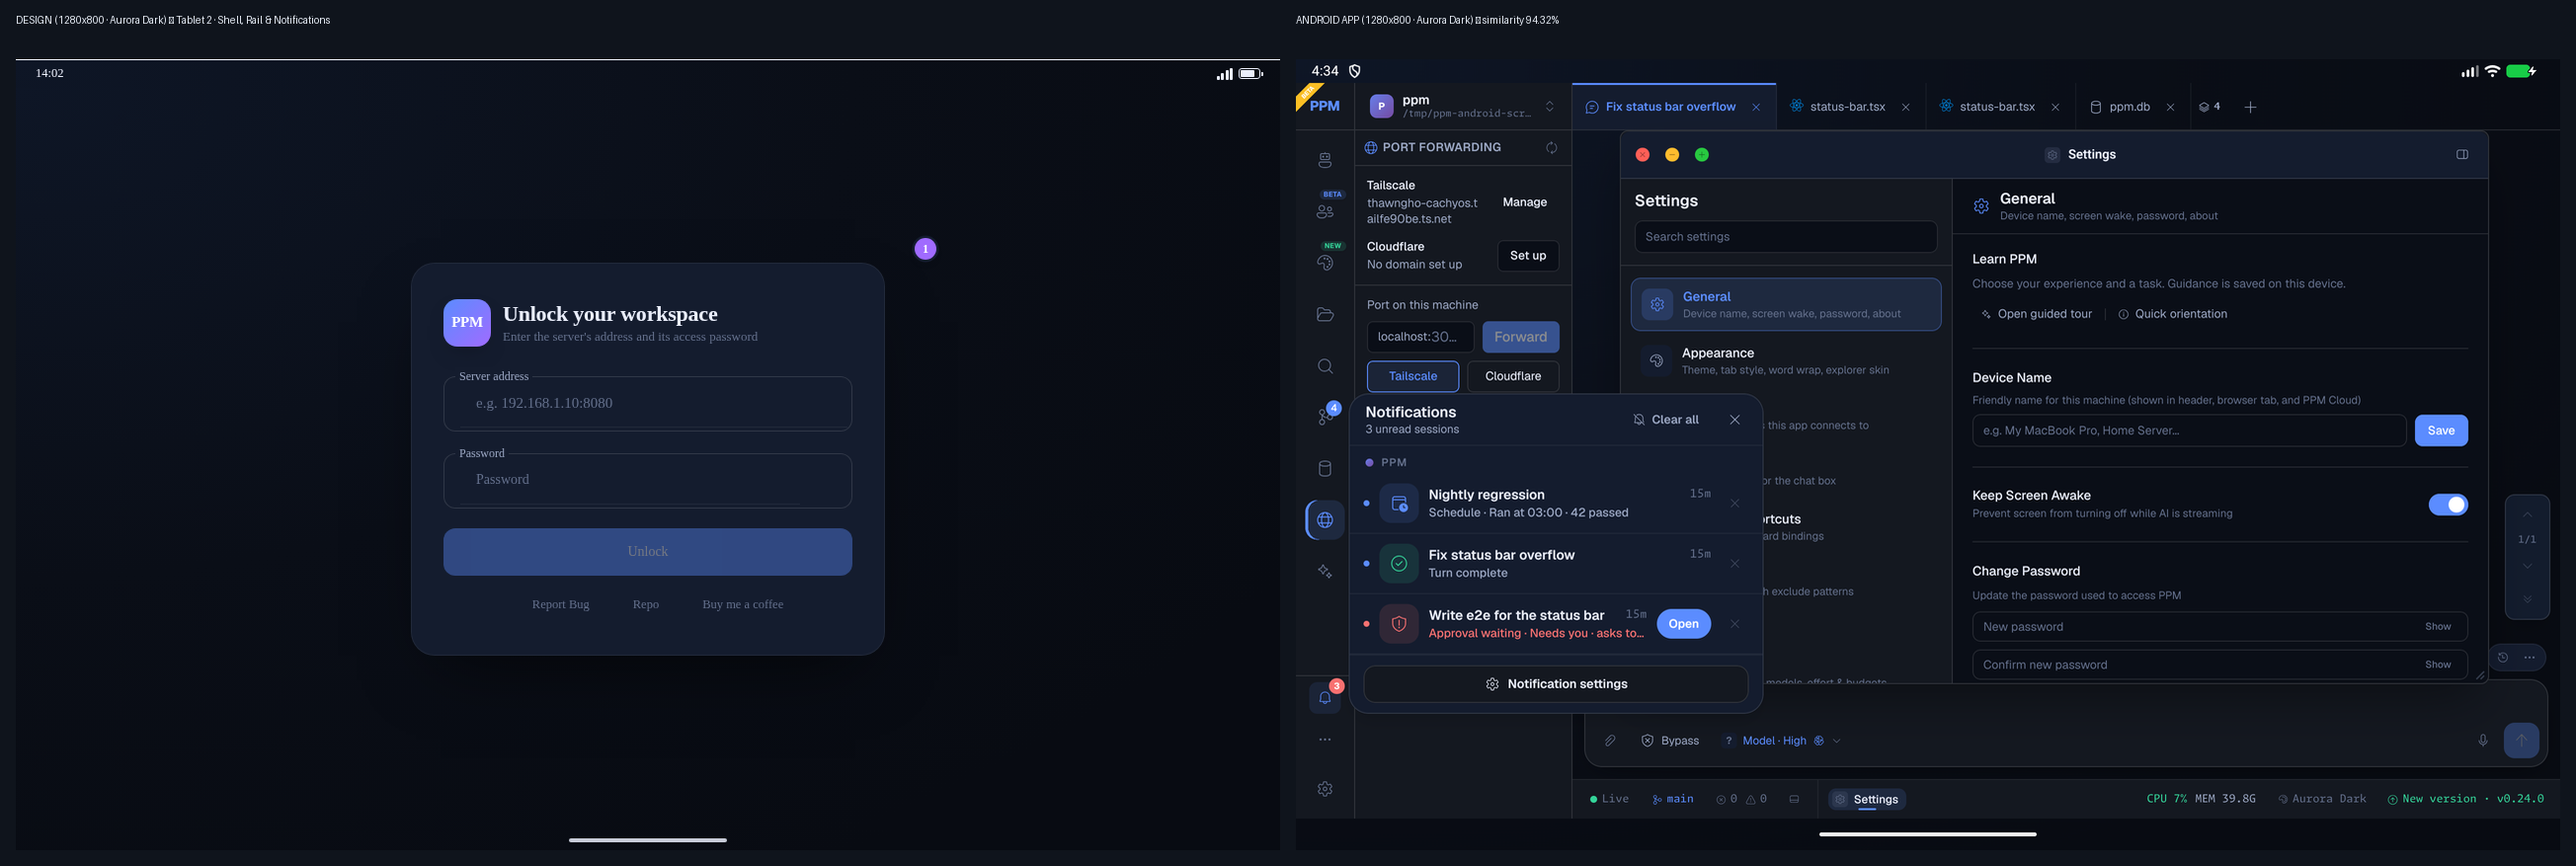 DESIGN (1280x800 · Aurora Dark) Tablet 2 · Shell, Rail & Notifications
14:02
1
PPM
Unlock your workspace
Enter the server's address and its access password
Server address
e.g. 192.168.1.10:8080
Password
Password
Unlock
Report Bug Repo Buy me a coffee
ANDROID APP (1280x800 · Aurora Dark) similarity 94.32%
4:34
BETA
PPM
P
ppm
/tmp/ppm-android-scr…
Fix status bar overflow
status-bar.tsx
status-bar.tsx
ppm.db
4
BETA
NEW
4
3
PORT FORWARDING
Tailscale
thawngho-cachyos.t
ailfe90be.ts.net
Manage
Cloudflare
No domain set up
Set up
Port on this machine
localhost:30…
Forward
Tailscale
Cloudflare
Notifications
3 unread sessions
Clear all
PPM
Nightly regression
15m
Schedule · Ran at 03:00 · 42 passed
Fix status bar overflow
15m
Turn complete
Write e2e for the status bar
15m
Approval waiting · Needs you · asks to…
Open
Notification settings
Settings
Settings
Search settings
General
Device name, screen wake, password, about
Appearance
Theme, tab style, word wrap, explorer skin
this app connects to
or the chat box
rtcuts
ard bindings
exclude patterns
models, effort & budgets
General
Device name, screen wake, password, about
Learn PPM
Choose your experience and a task. Guidance is saved on this device.
Open guided tour
Quick orientation
Device Name
Friendly name for this machine (shown in header, browser tab, and PPM Cloud)
e.g. My MacBook Pro, Home Server...
Save
Keep Screen Awake
Prevent screen from turning off while AI is streaming
Change Password
Update the password used to access PPM
New password
Show
Confirm new password
Show
1/1
Bypass
? Model · High
Live
main
0 0
Settings
CPU 7% MEM 39.8G
Aurora Dark
New version · v0.24.0